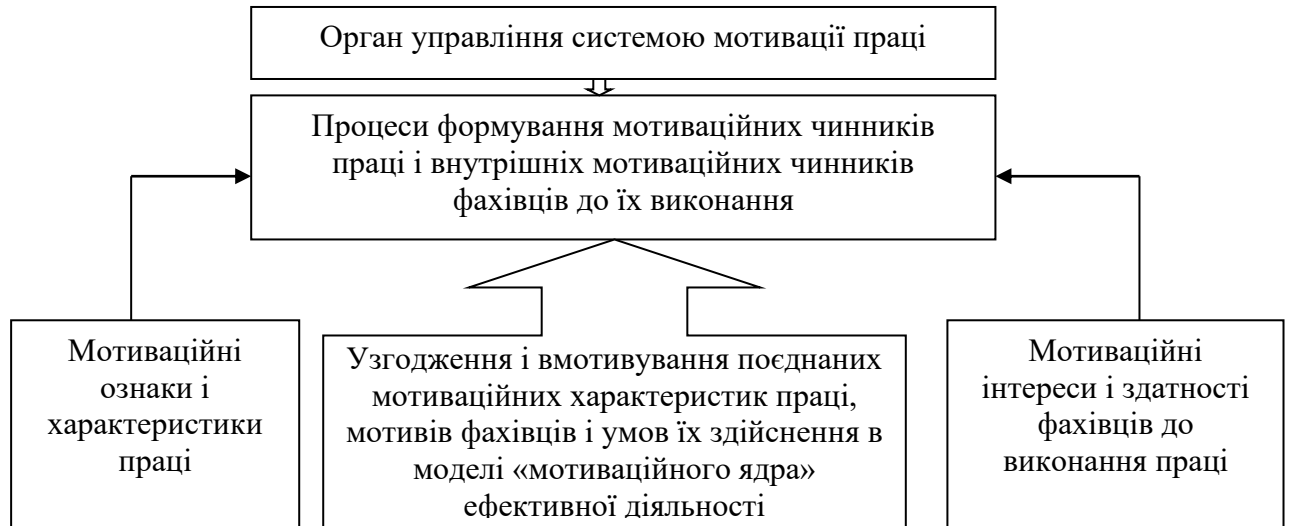 Орган управління системою мотивації праці
Процеси формування мотиваційних чинників
праці і внутрішніх мотиваційних чинників
фахівців до їх виконання
Мотиваційні
ознаки і
характеристики
праці
Узгодження і вмотивування поєднаних
мотиваційних характеристик праці,
мотивів фахівців і умов їх здійснення в
моделі «мотиваційного ядра»
ефективної діяльності
Мотиваційні
інтереси і здатності
фахівців до
виконання праці